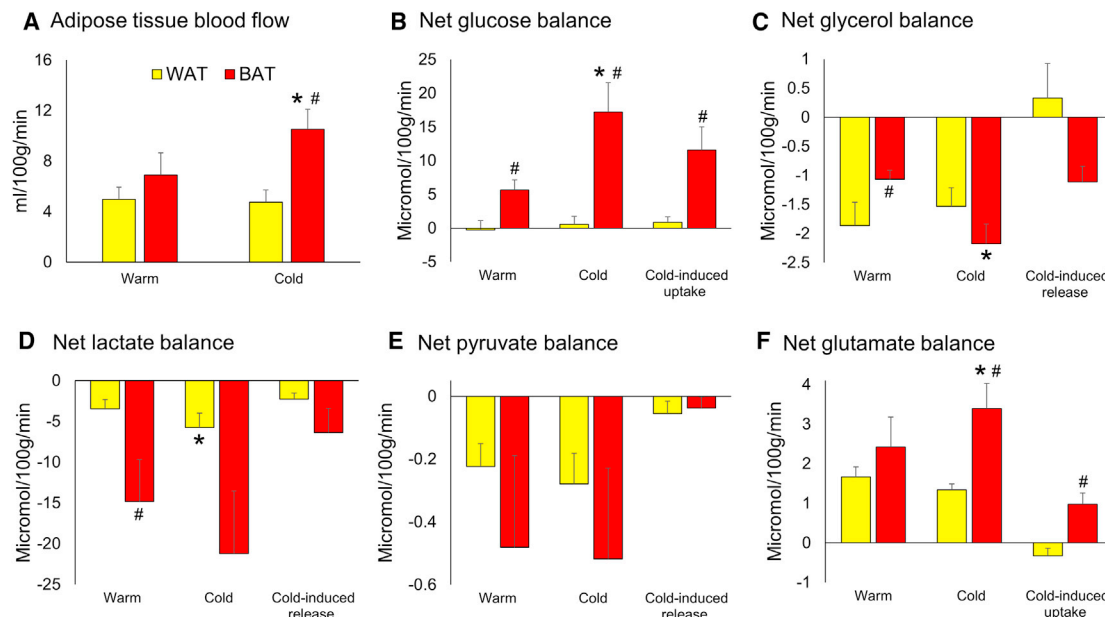 A Adipose tissue blood flow
16
12
8
4
0
ml/100g/min
WAT BAT
* #
Warm Cold
B Net glucose balance
25
20
15
10
5
0
-5
Micromol/100g/min
#
* #
#
Warm Cold Cold-induced
uptake
C Net glycerol balance
1
0.5
0
-0.5
-1
-1.5
-2
-2.5
Micromol/100g/min
#
*
Warm Cold Cold-induced
release
D Net lactate balance
0
-5
-10
-15
-20
-25
Micromol/100g/min
#
*
Warm Cold Cold-induced
release
E Net pyruvate balance
0
-0.2
-0.4
-0.6
Micromol/100g/min
Warm Cold Cold-induced
release
F Net glutamate balance
4
3
2
1
0
-1
Micromol/100g/min
* #
#
Warm Cold Cold-induced
uptake